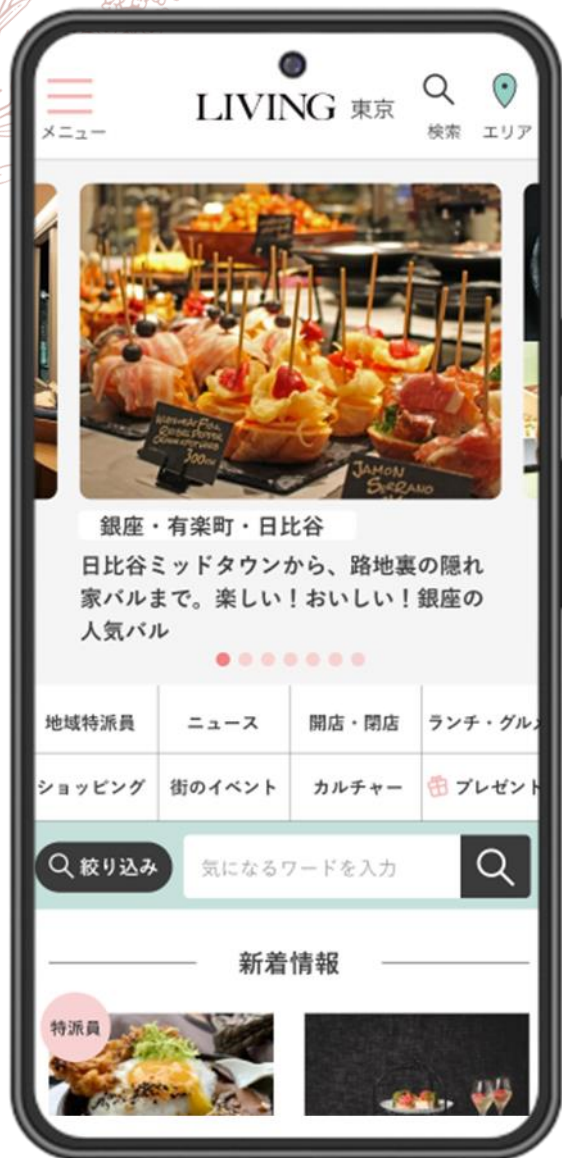 メニュー
LIVING 東京
検索
エリア
300
JAMON
SERRANO
銀座・有楽町・日比谷
日比谷ミッドタウンから、路地裏の隠れ
家バルまで。楽しい！おいしい！銀座の
人気バル
地域特派員
ニュース
開店・閉店
ランチ・グル
ショッピング
街のイベント
カルチャー
プレゼント
絞り込み
気になるワードを入力
新着情報
特派員